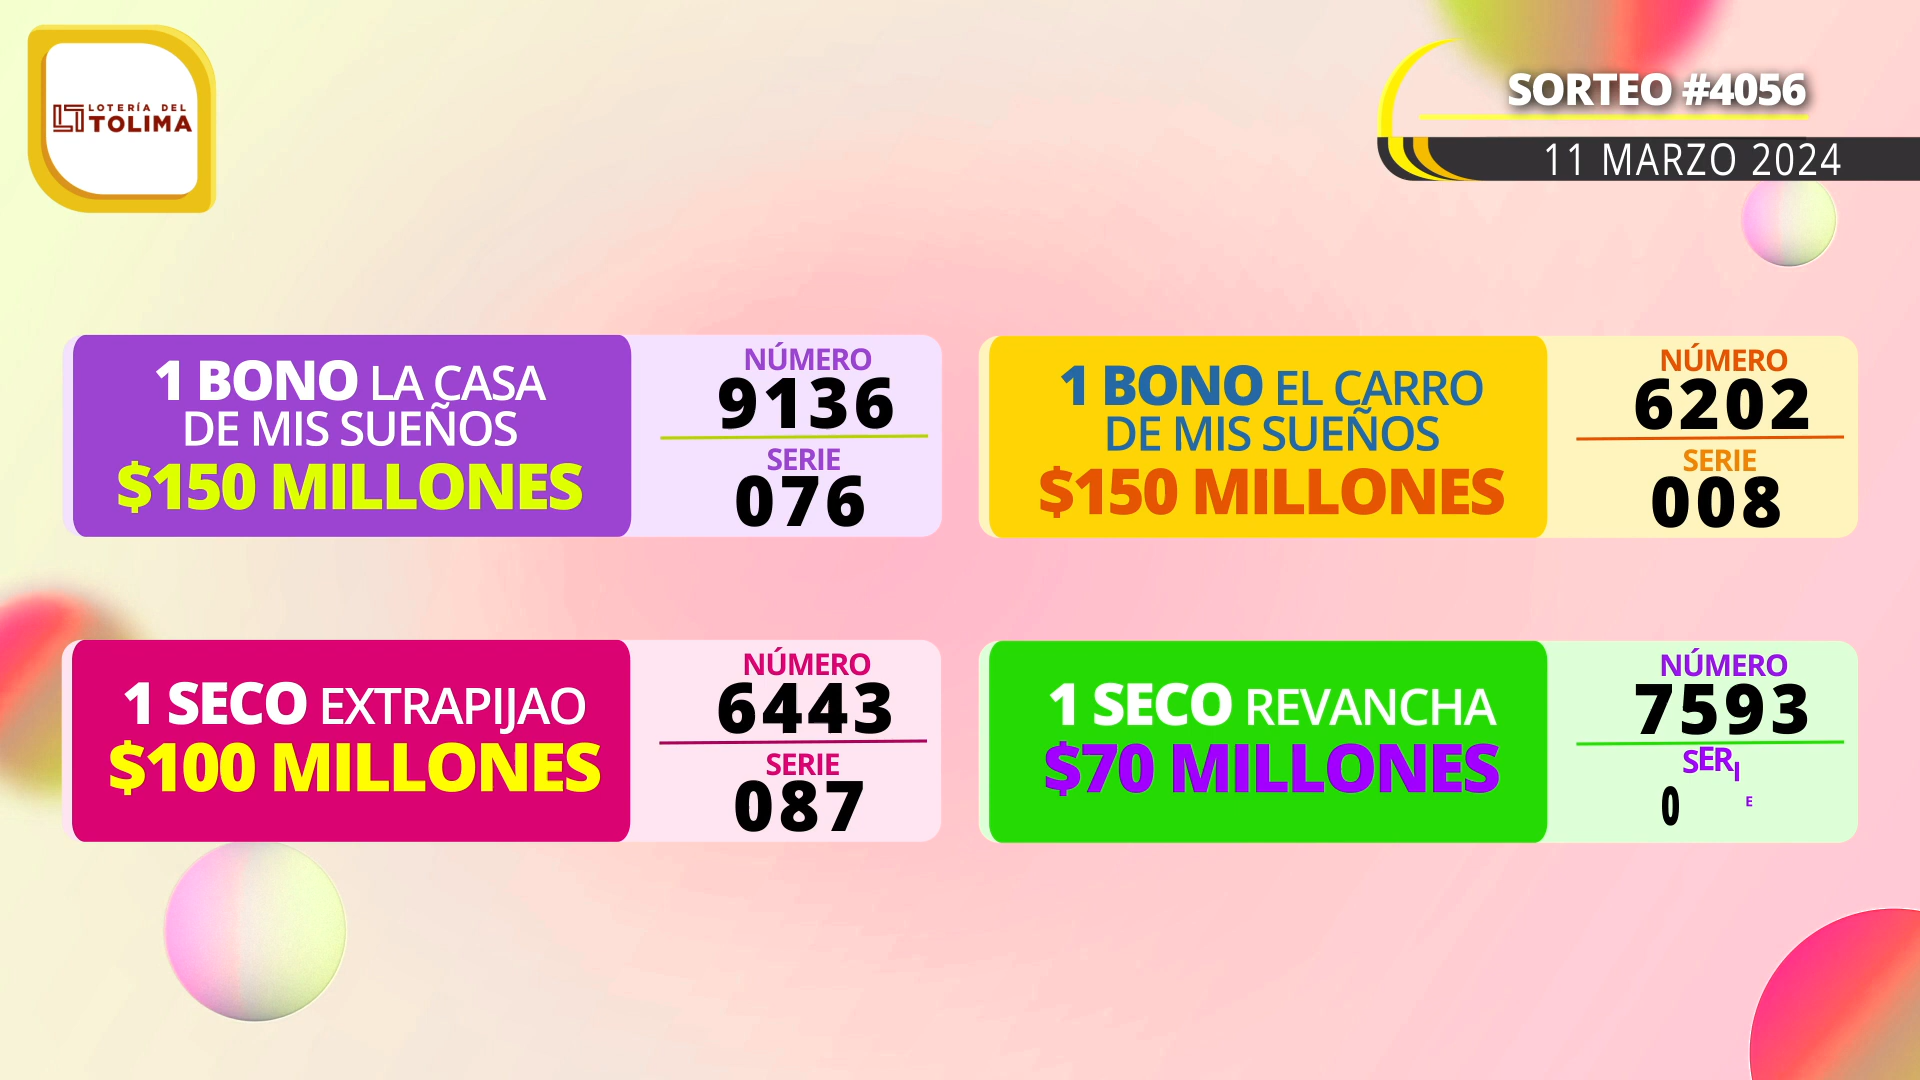 LOTERÍA DEL
TOLIMA
SORTEO #4056
11 MARZO 2024
1 BONO LA CASA
DE MIS SUEÑOS
$150 MILLONES
NÚMERO
9136
SERIE
076
1 BONO EL CARRO
DE MIS SUEÑOS
$150 MILLONES
NÚMERO
6202
SERIE
008
1 SECO EXTRAPIJAO
$100 MILLONES
NÚMERO
6443
SERIE
087
1 SECO REVANCHA
$70 MILLONES
NÚMERO
7593
SERIE
0